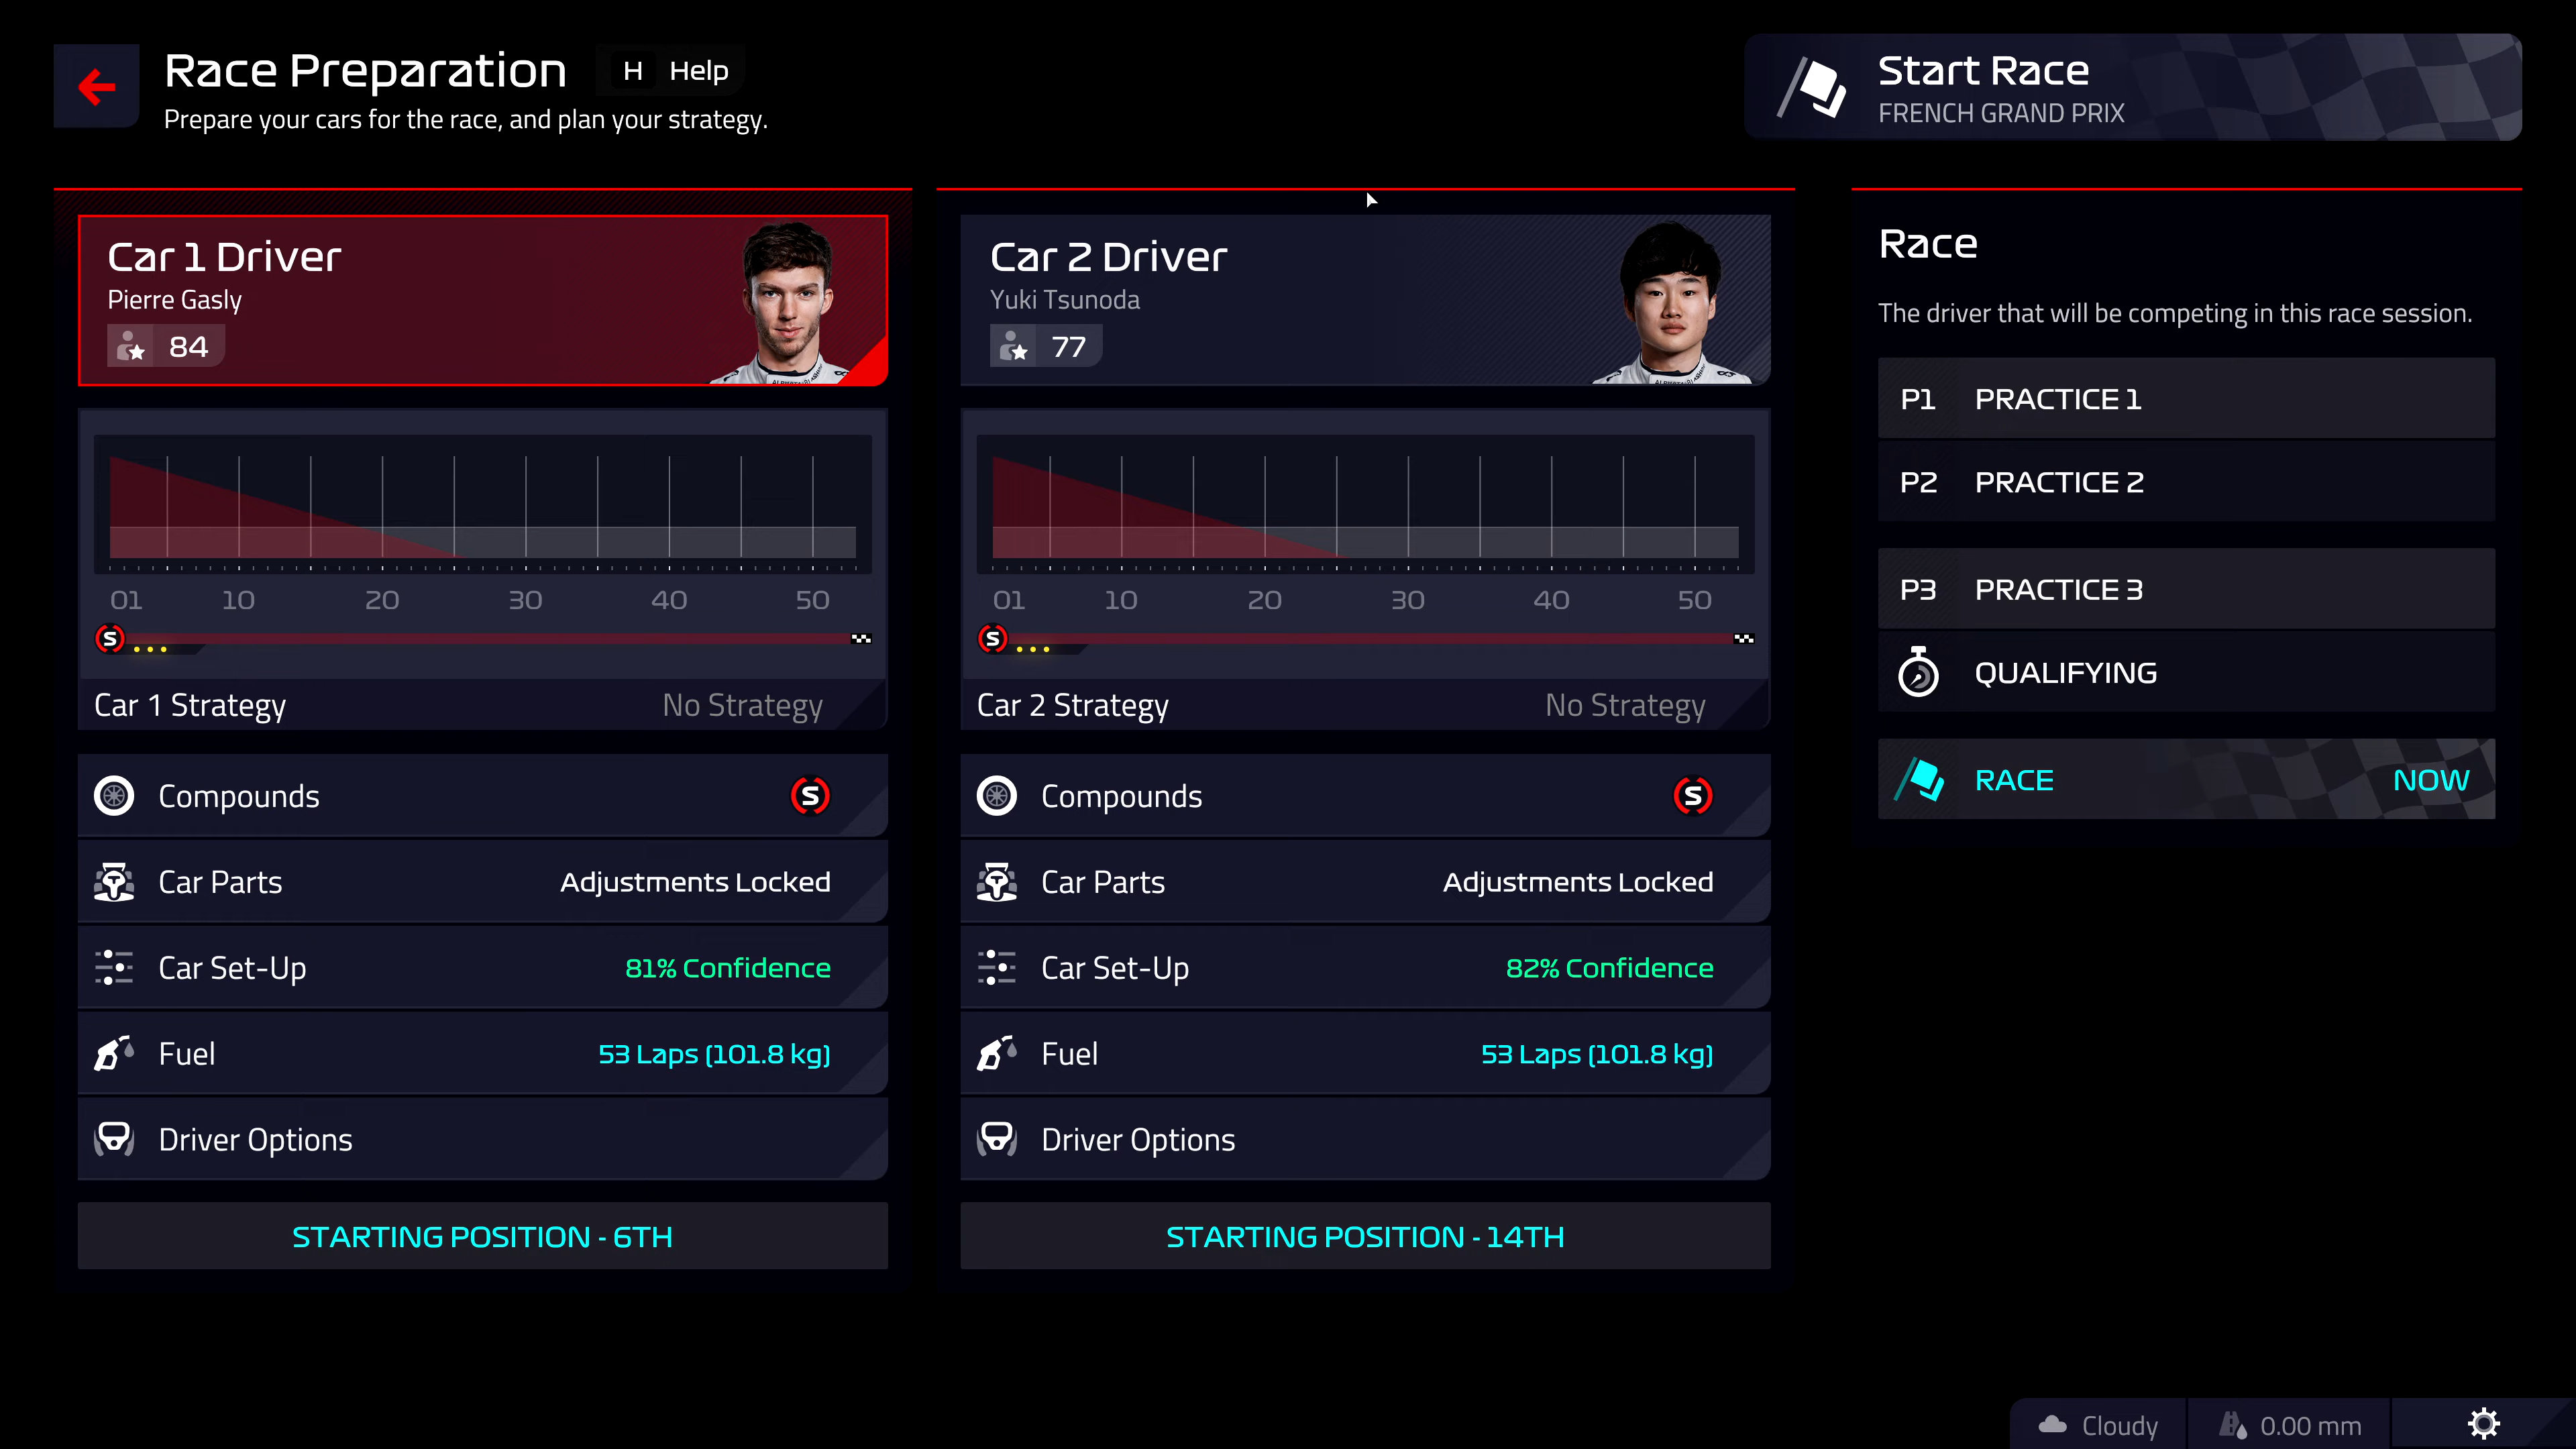 Race Preparation
H Help
Prepare your cars for the race, and plan your strategy.
Start Race
FRENCH GRAND PRIX
Car 1 Driver
Pierre Gasly
84
01 10 20 30 40 50
S
Car 1 Strategy No Strategy
Compounds S
Car Parts Adjustments Locked
Car Set-Up 81% Confidence
Fuel 53 Laps (101.8 kg)
Driver Options
STARTING POSITION - 6TH
Car 2 Driver
Yuki Tsunoda
77
01 10 20 30 40 50
S
Car 2 Strategy No Strategy
Compounds S
Car Parts Adjustments Locked
Car Set-Up 82% Confidence
Fuel 53 Laps (101.8 kg)
Driver Options
STARTING POSITION - 14TH
Race
The driver that will be competing in this race session.
P1 PRACTICE 1
P2 PRACTICE 2
P3 PRACTICE 3
QUALIFYING
RACE NOW
Cloudy 0.00 mm